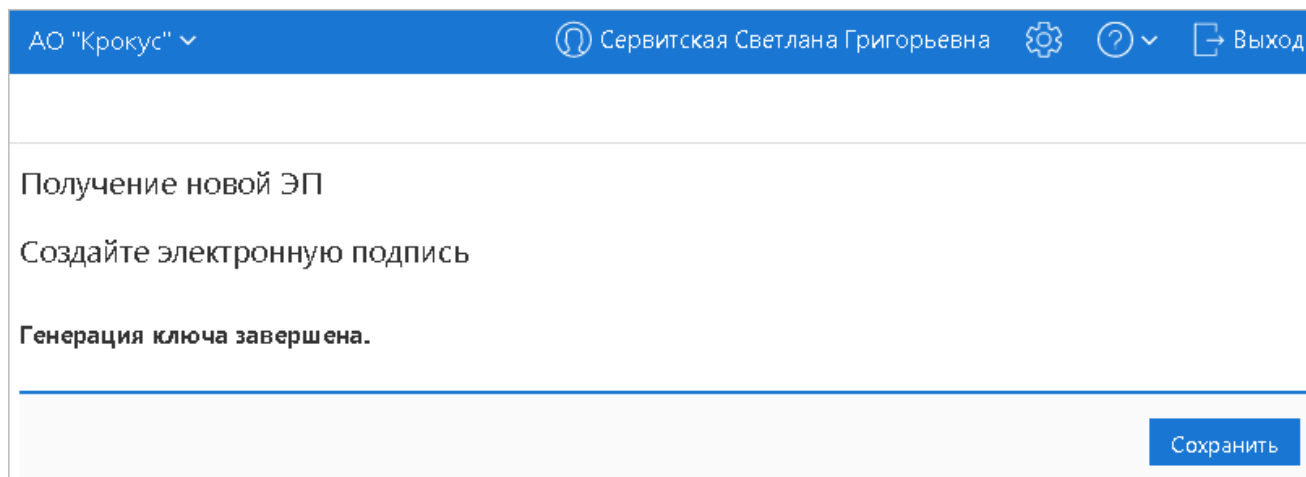 АО "Крокус" Сервитская Светлана Григорьевна ? Выход
Получение новой ЭП
Создайте электронную подпись
Генерация ключа завершена.
Сохранить